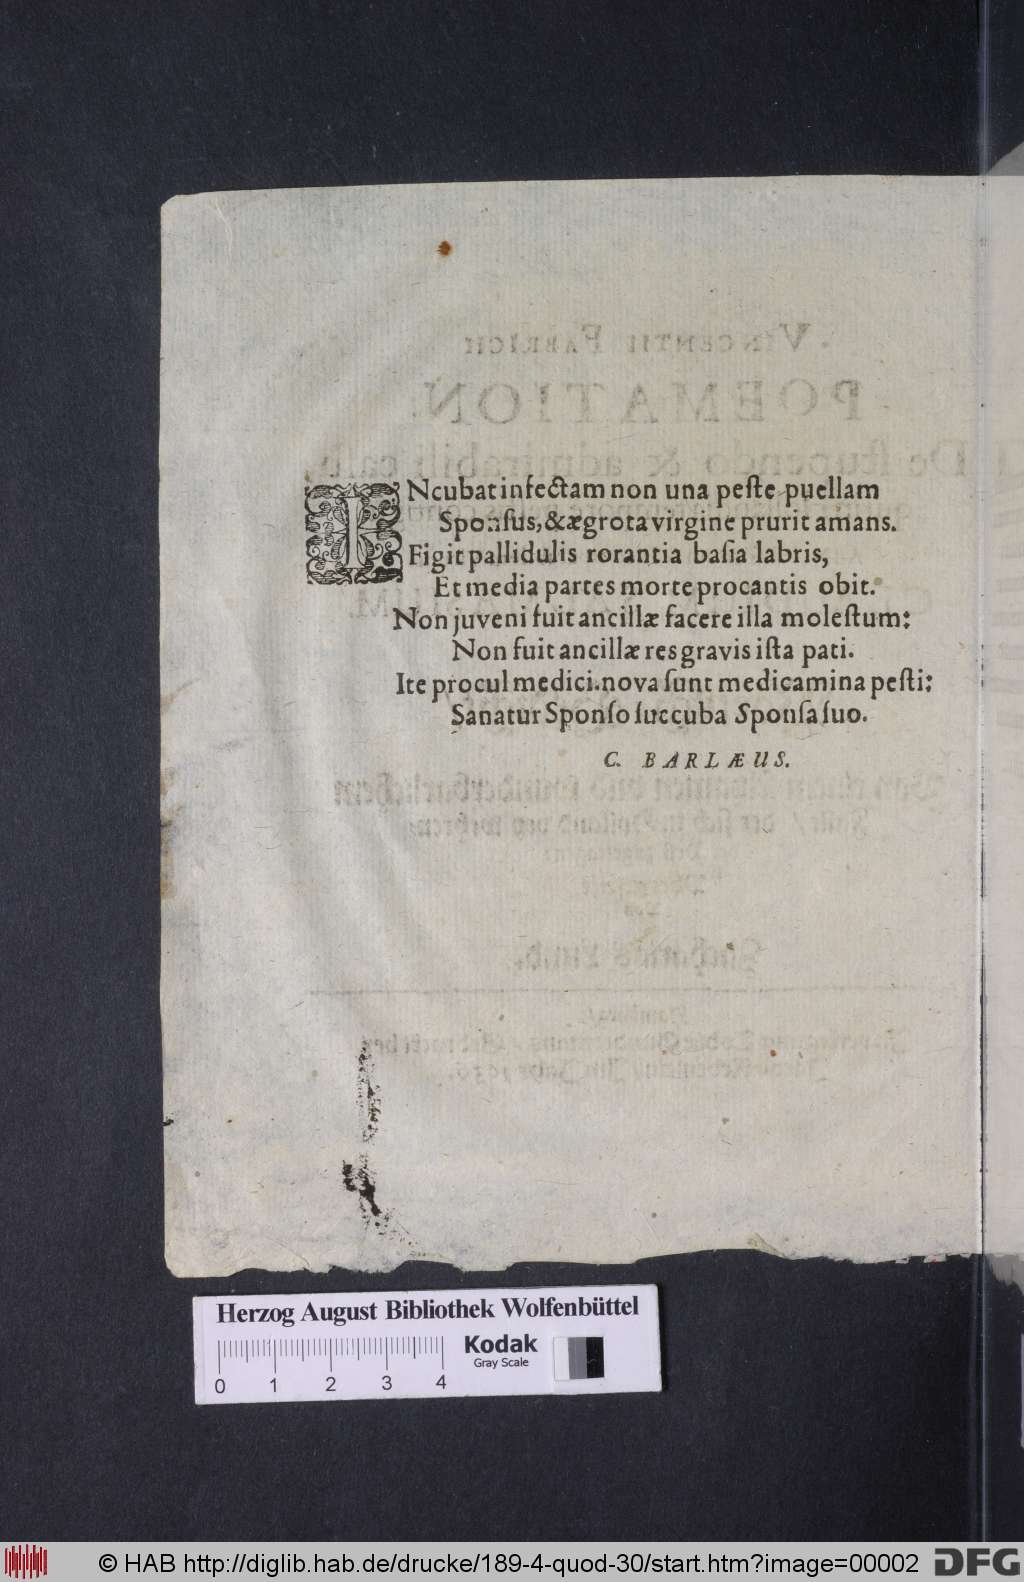 INcubat infectam non una peste puellam
Sponsus, & ægrota virgine prurit amans.
Figit pallidulis rorantia basia labris,
Et media partes morte procantis obit.
Non juveni fuit ancillæ facere illa molestum:
Non fuit ancillæ res gravis ista pati.
Ite procul medici. nova sunt medicamina pesti:
Sanatur Sponso succuba Sponsa suo.
C. BARLÆUS.
Herzog August Bibliothek Wolfenbüttel
Kodak
Gray Scale
0 1 2 3 4
© HAB http://diglib.hab.de/drucke/189-4-quod-30/start.htm?image=00002
DFG